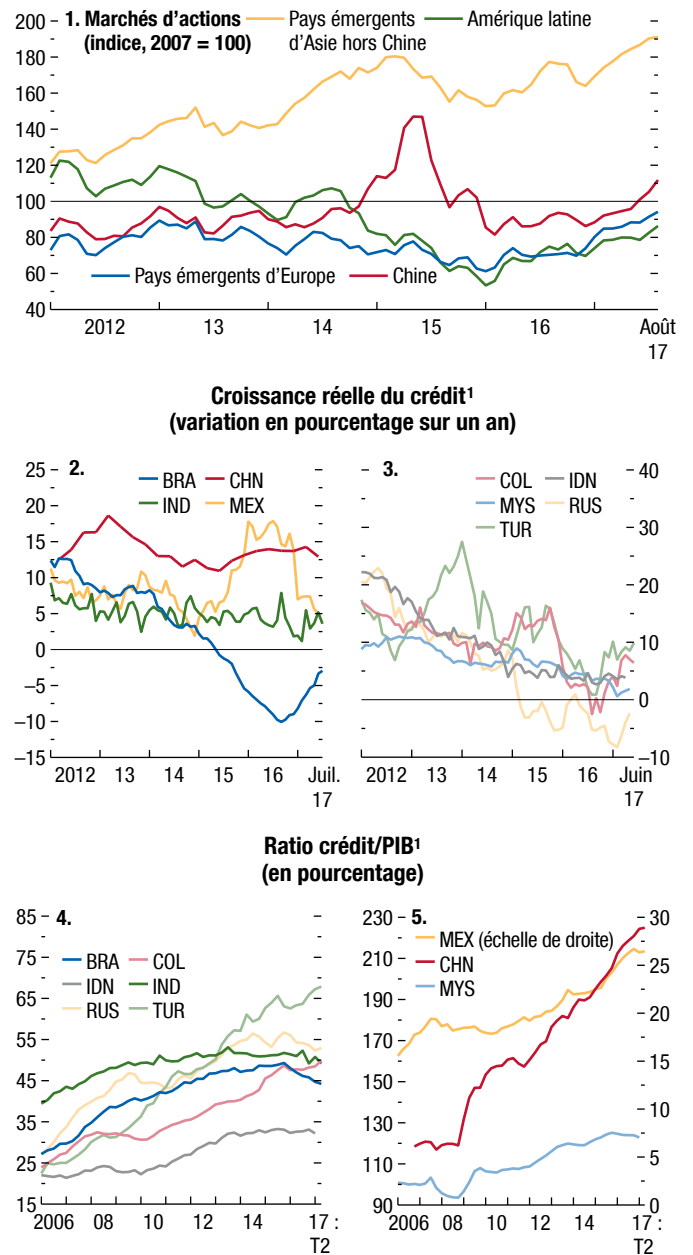 1. Marchés d'actions
(indice, 2007 = 100)
Pays émergents
d'Asie hors Chine
Amérique latine
Pays émergents d'Europe
Chine
200
180
160
140
120
100
80
60
40
2012
13
14
15
16
Août
17
Croissance réelle du crédit¹
(variation en pourcentage sur un an)
2.
BRA
CHN
IND
MEX
25
20
15
10
5
0
–5
–10
–15
2012
13
14
15
16
Juil.
17
3.
COL
IDN
MYS
RUS
TUR
40
30
20
10
0
–10
2012
13
14
15
16
Juin
17
Ratio crédit/PIB¹
(en pourcentage)
4.
BRA
COL
IDN
IND
RUS
TUR
85
75
65
55
45
35
25
15
2006
08
10
12
14
17 :
T2
5.
MEX (échelle de droite)
CHN
MYS
230
210
190
170
150
130
110
90
30
25
20
15
10
5
0
2006
08
10
12
14
17 :
T2